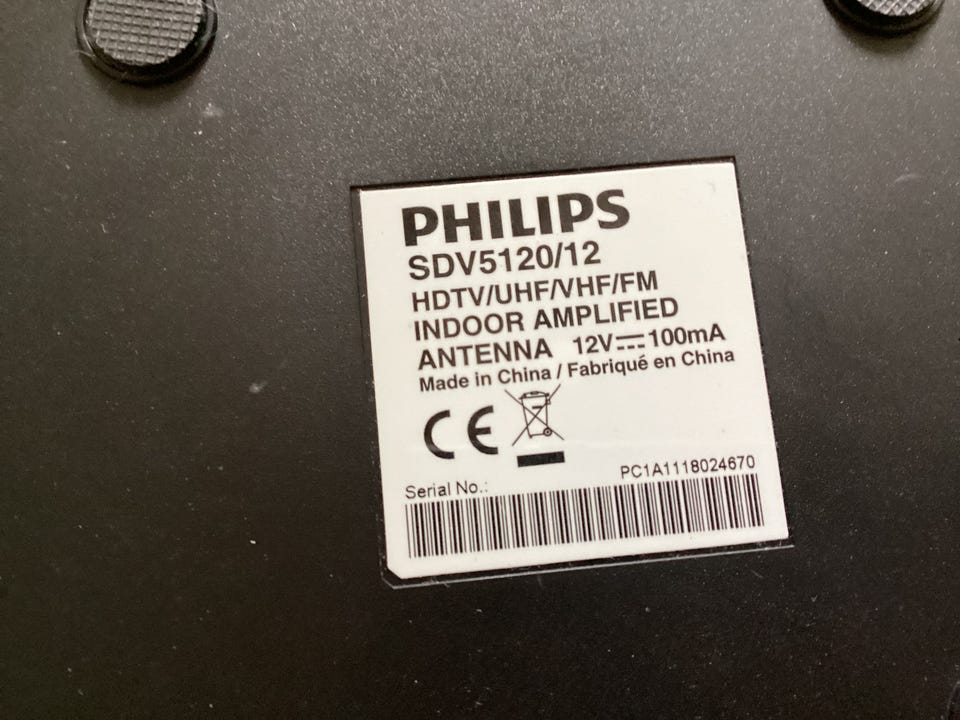 PHILIPS
SDV5120/12
HDTV/UHF/VHF/FM
INDOOR AMPLIFIED
ANTENNA 12V⎓100mA
Made in China / Fabriqué en China
CE
PC1A1118024670
Serial No.: